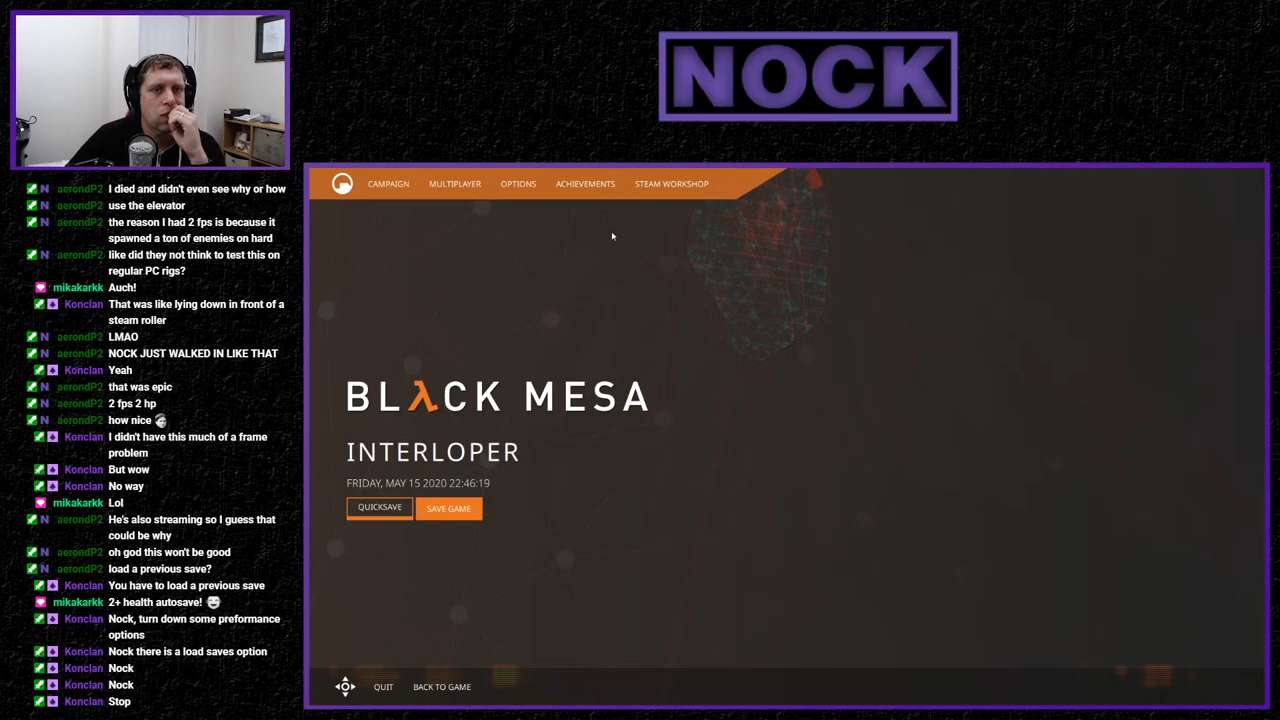 NOCK
N aerondP2 I died and didn't even see why or how
N aerondP2 use the elevator
N aerondP2 the reason I had 2 fps is because it
spawned a ton of enemies on hard
N aerondP2 like did they not think to test this on
regular PC rigs?
mikakarkk Auch!
Konclan That was like lying down in front of a
steam roller
N aerondP2 LMAO
N aerondP2 NOCK JUST WALKED IN LIKE THAT
Konclan Yeah
N aerondP2 that was epic
N aerondP2 2 fps 2 hp
N aerondP2 how nice
Konclan I didn't have this much of a frame
problem
Konclan But wow
Konclan No way
mikakarkk Lol
N aerondP2 He's also streaming so I guess that
could be why
N aerondP2 oh god this won't be good
N aerondP2 load a previous save?
Konclan You have to load a previous save
mikakarkk 2+ health autosave!
Konclan Nock, turn down some preformance
options
Konclan Nock there is a load saves option
Konclan Nock
Konclan Nock
Konclan Stop
CAMPAIGN MULTIPLAYER OPTIONS ACHIEVEMENTS STEAM WORKSHOP
BLλCK MESA
INTERLOPER
FRIDAY, MAY 15 2020 22:46:19
QUICKSAVE SAVE GAME
QUIT BACK TO GAME